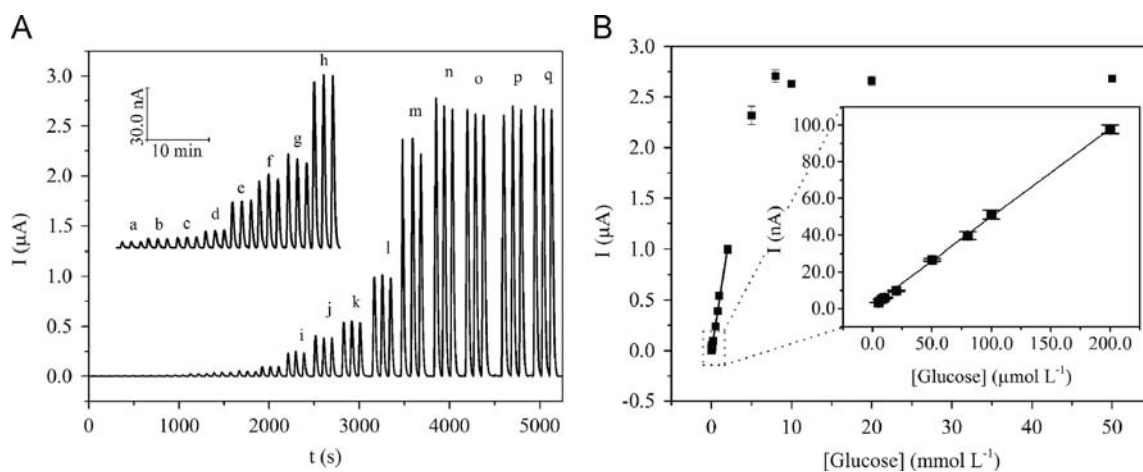 A
3.0
2.5
2.0
1.5
1.0
0.5
0.0
I (µA)
30.0 nA
10 min
a
b
c
d
e
f
g
h
i
j
k
l
m
n
o
p
q
0
1000
2000
3000
4000
5000
t (s)
B
3.0
2.5
2.0
1.5
1.0
0.5
0.0
-0.5
I (µA)
0
10
20
30
40
50
[Glucose] (mmol L⁻¹)
100.0
80.0
60.0
40.0
20.0
0.0
I (nA)
0.0
50.0
100.0
150.0
200.0
[Glucose] (µmol L⁻¹)